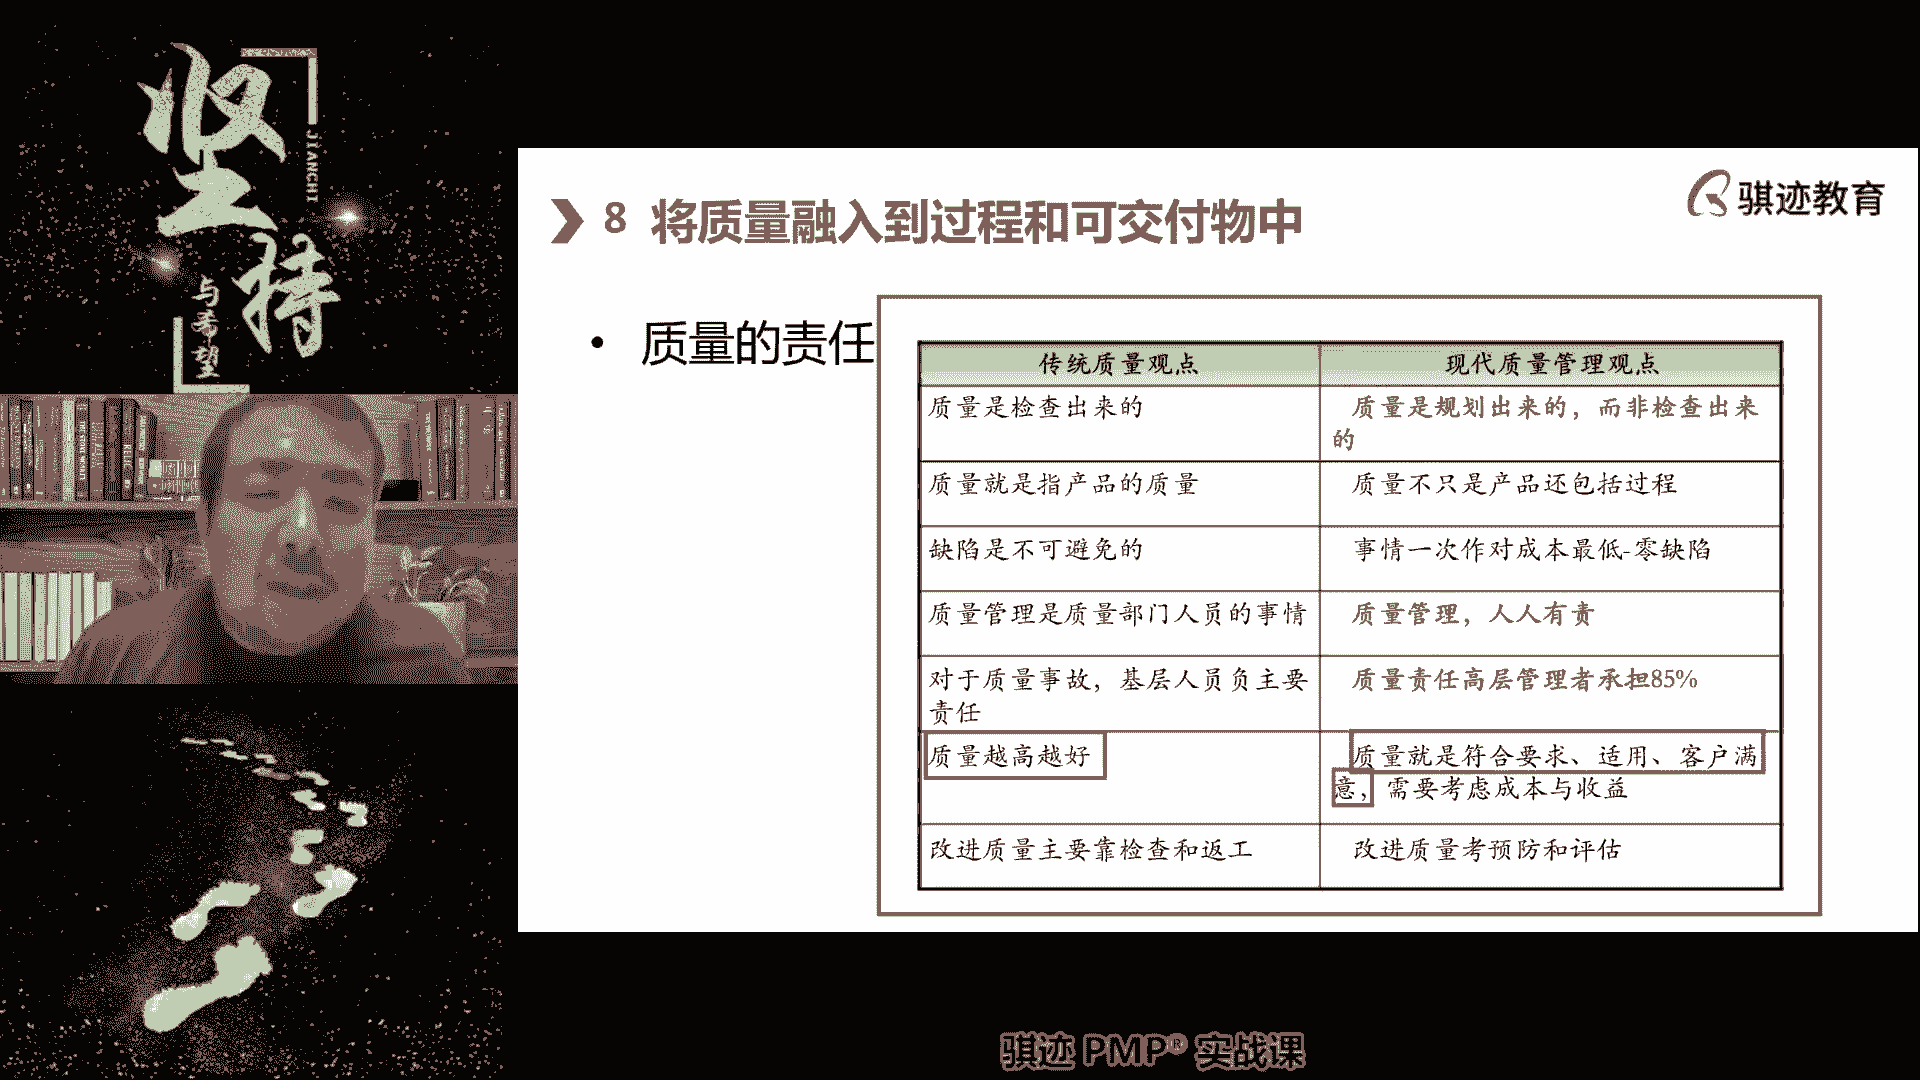 坚持
JIANCHI
与希望
骐迹教育
8 将质量融入到过程和可交付物中
• 质量的责任
传统质量观点
现代质量管理观点
质量是检查出来的
质量是规划出来的，而非检查出来
的
质量就是指产品的质量
质量不只是产品还包括过程
缺陷是不可避免的
事情一次作对成本最低-零缺陷
质量管理是质量部门人员的事情
质量管理，人人有责
对于质量事故，基层人员负主要
责任
质量责任高层管理者承担85%
质量越高越好
质量就是符合要求、适用、客户满
意，需要考虑成本与收益
改进质量主要靠检查和返工
改进质量考预防和评估
骐迹 PMP® 实战课